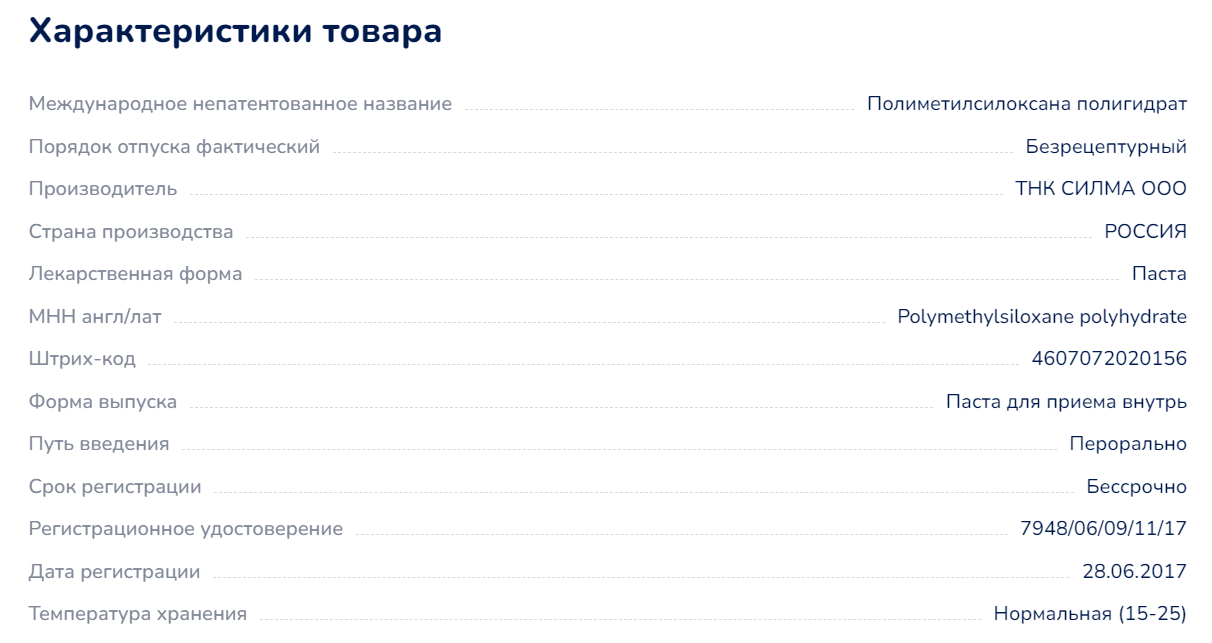 Характеристики товара
Международное непатентованное название Полиметилсилоксана полигидрат
Порядок отпуска фактический Безрецептурный
Производитель ТНК СИЛМА ООО
Страна производства РОССИЯ
Лекарственная форма Паста
МНН англ/лат Polymethylsiloxane polyhydrate
Штрих-код 4607072020156
Форма выпуска Паста для приема внутрь
Путь введения Перорально
Срок регистрации Бессрочно
Регистрационное удостоверение 7948/06/09/11/17
Дата регистрации 28.06.2017
Температура хранения Нормальная (15-25)